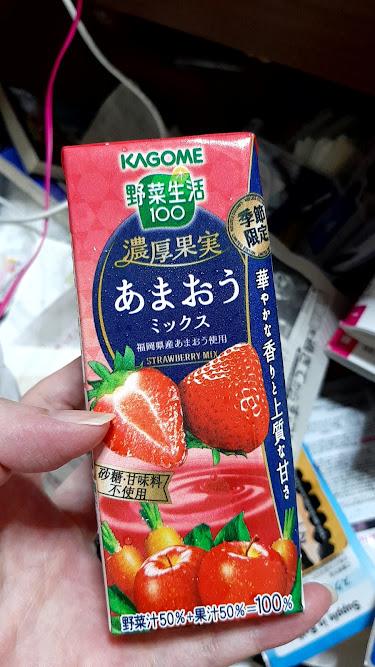 KAGOME
野菜生活
100
季節
限定
濃厚果実
あまおう
ミックス
福岡県産あまおう使用
STRAWBERRY MIX
華やかな香りと上質な甘さ
砂糖・甘味料
不使用
野菜汁50%+果汁50%=100%